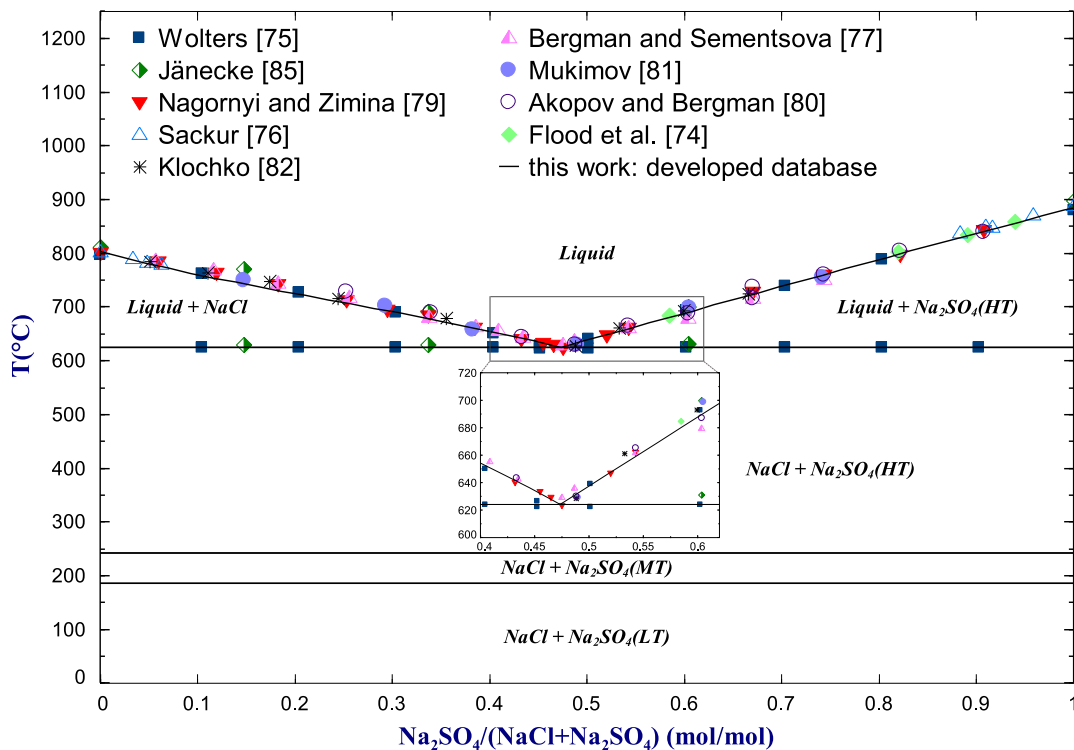 1200
1100
1000
900
800
700
600
500
400
300
200
100
0
T(°C)
Wolters [75]
Jänecke [85]
Nagornyi and Zimina [79]
Sackur [76]
Klochko [82]
Bergman and Sementsova [77]
Mukimov [81]
Akopov and Bergman [80]
Flood et al. [74]
this work: developed database
Liquid
Liquid + NaCl
Liquid + Na₂SO₄(HT)
720
700
680
660
640
620
600
0.4 0.45 0.5 0.55 0.6
NaCl + Na₂SO₄(HT)
NaCl + Na₂SO₄(MT)
NaCl + Na₂SO₄(LT)
0 0.1 0.2 0.3 0.4 0.5 0.6 0.7 0.8 0.9 1
Na₂SO₄/(NaCl+Na₂SO₄) (mol/mol)